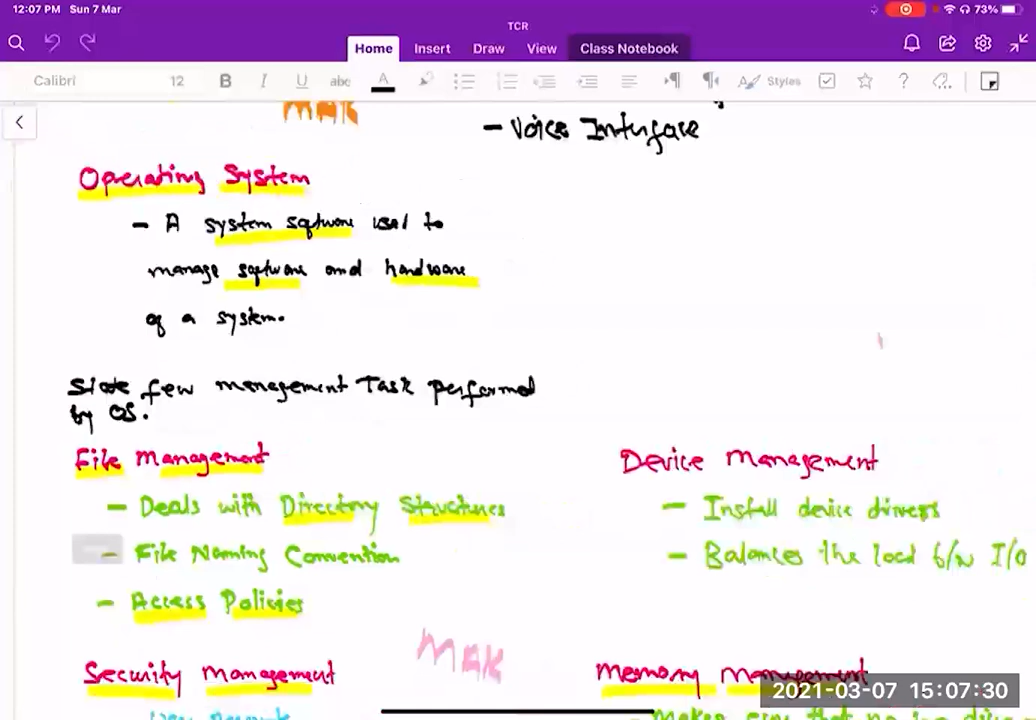 12:07 PM Sun 7 Mar
73%
TCR
Home Insert Draw View Class Notebook
Calibri 12 B I U abc A Styles ?
MAK
- Voice Interface
Operating System
- A system software used to
manage software and hardware
of a system.
State few management Task performed
by OS.
File Management
- Deals with Directory Structures
- File Naming Convention
- Access Policies
Device Management
- Install device drivers
- Balances the load b/w I/O
MAK
Security Management
Memory Management
2021-03-07 15:07:30